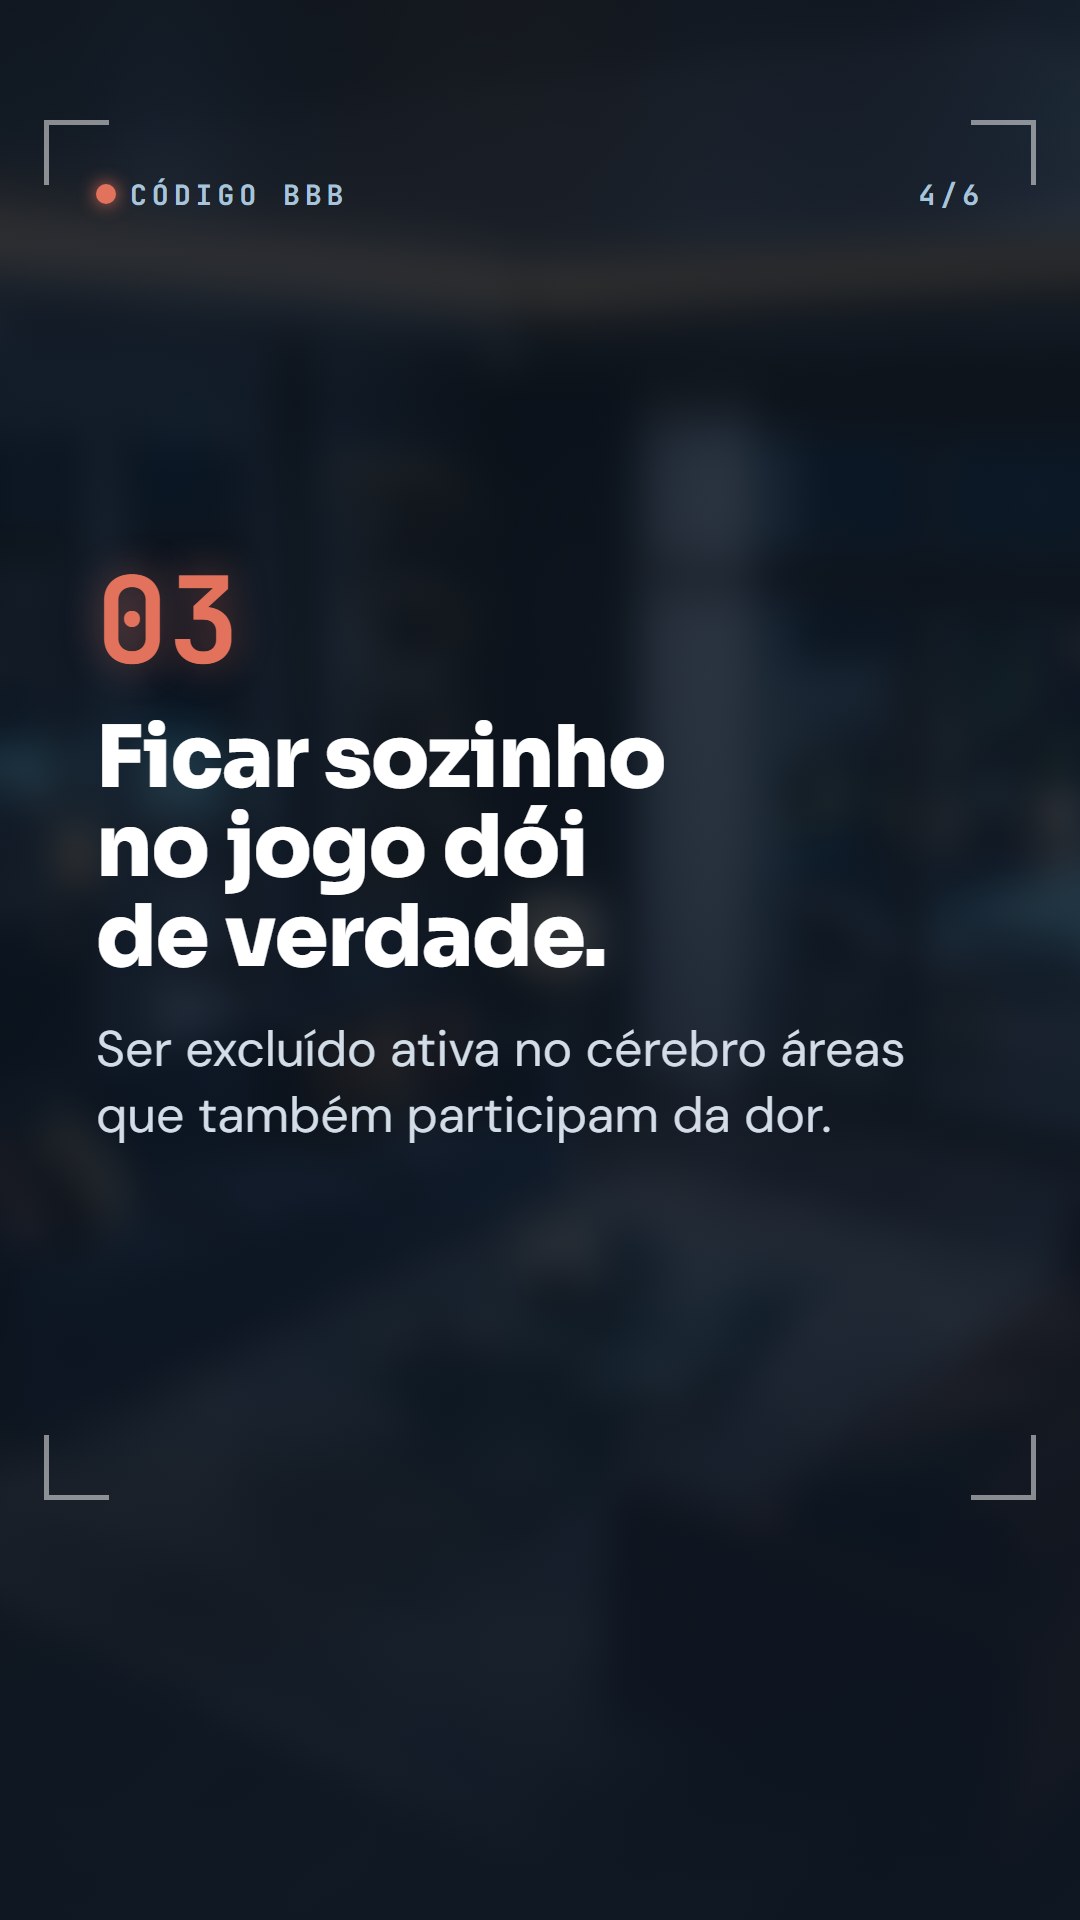 CÓDIGO BBB
4/6
03
Ficar sozinho
no jogo dói
de verdade.
Ser excluído ativa no cérebro áreas
que também participam da dor.